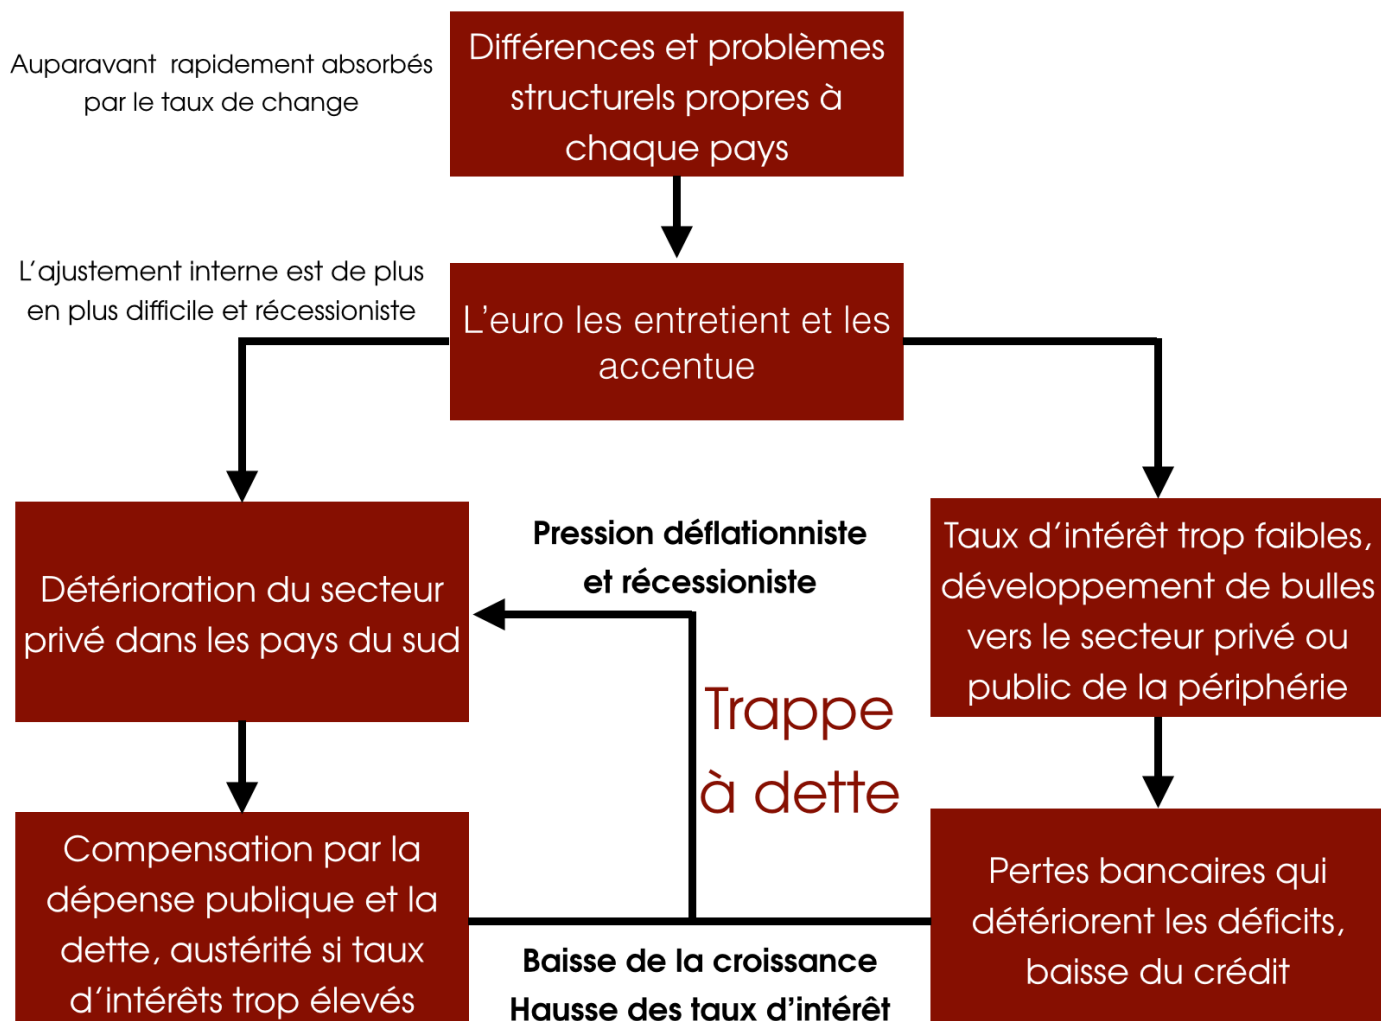 Différences et problèmes
structurels propres à
chaque pays
Auparavant rapidement absorbés
par le taux de change
L'ajustement interne est de plus
en plus difficile et récessioniste
L'euro les entretient et les
accentue
Détérioration du secteur
privé dans les pays du sud
Pression déflationniste
et récessioniste
Taux d'intérêt trop faibles,
développement de bulles
vers le secteur privé ou
public de la périphérie
Trappe
à dette
Compensation par la
dépense publique et la
dette, austérité si taux
d'intérêts trop élevés
Baisse de la croissance
Hausse des taux d'intérêt
Pertes bancaires qui
détériorent les déficits,
baisse du crédit